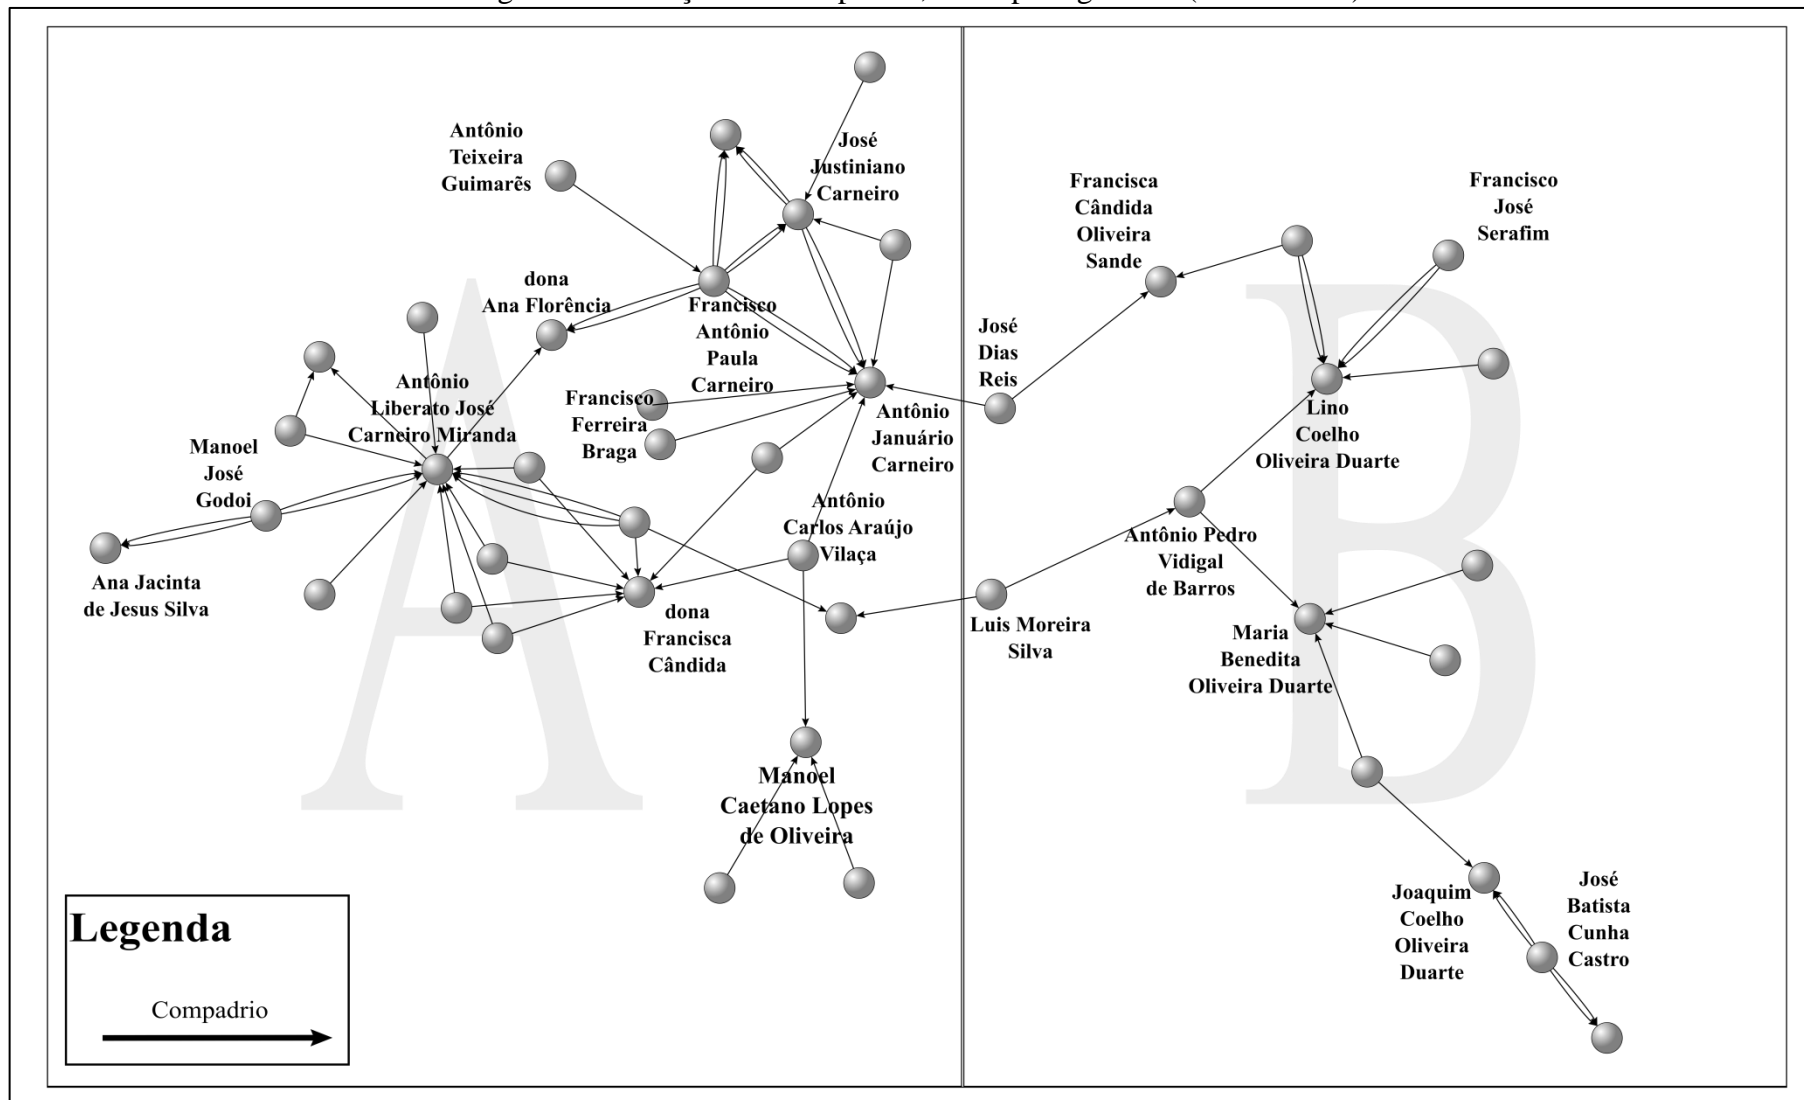 Antônio
Teixeira
Guimarẽs
José
Justiniano
Carneiro
dona
Ana Florência
Francisco
Antônio
Paula
Carneiro
Antônio
Liberato José
Carneiro Miranda
Francisco
Ferreira
Braga
Antônio
Januário
Carneiro
Manoel
José
Godoi
Antônio
Carlos Araújo
Vilaça
Ana Jacinta
de Jesus Silva
dona
Francisca
Cândida
Manoel
Caetano Lopes
de Oliveira
A
Legenda
Compadrio
Francisca
Cândida
Oliveira
Sande
Francisco
José
Serafim
José
Dias
Reis
Lino
Coelho
Oliveira Duarte
Antônio Pedro
Vidigal
de Barros
Luis Moreira
Silva
Maria
Benedita
Oliveira Duarte
Joaquim
Coelho
Oliveira
Duarte
José
Batista
Cunha
Castro
B